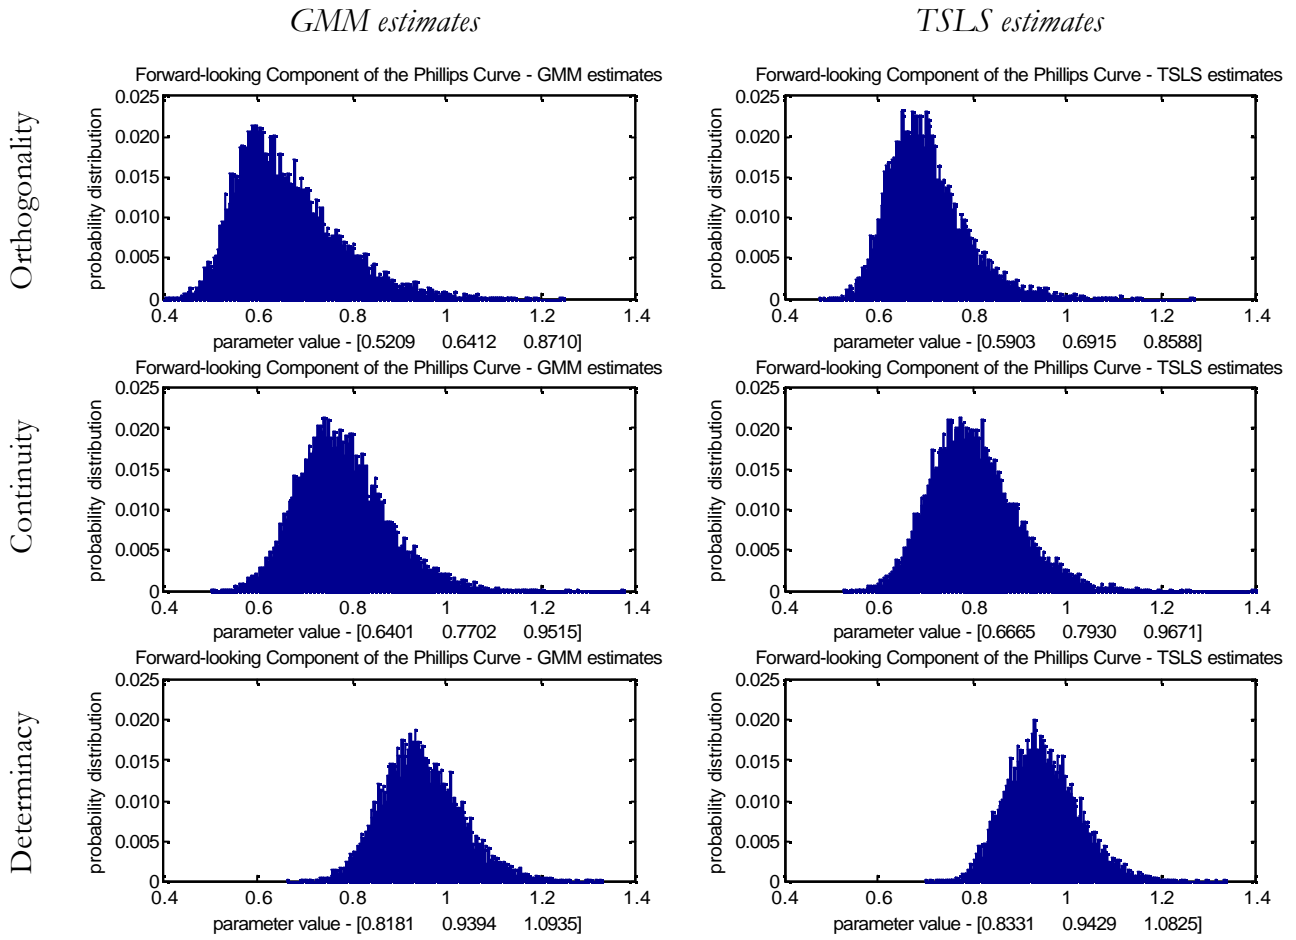 GMM estimates
TSLS estimates
Orthogonality
Forward-looking Component of the Phillips Curve - GMM estimates
probability distribution
0.025
0.020
0.015
0.010
0.005
0
0.4 0.6 0.8 1 1.2 1.4
parameter value - [0.5209 0.6412 0.8710]
Forward-looking Component of the Phillips Curve - TSLS estimates
probability distribution
0.025
0.020
0.015
0.010
0.005
0
0.4 0.6 0.8 1 1.2 1.4
parameter value - [0.5903 0.6915 0.8588]
Continuity
Forward-looking Component of the Phillips Curve - GMM estimates
probability distribution
0.025
0.020
0.015
0.010
0.005
0
0.4 0.6 0.8 1 1.2 1.4
parameter value - [0.6401 0.7702 0.9515]
Forward-looking Component of the Phillips Curve - TSLS estimates
probability distribution
0.025
0.020
0.015
0.010
0.005
0
0.4 0.6 0.8 1 1.2 1.4
parameter value - [0.6665 0.7930 0.9671]
Determinacy
Forward-looking Component of the Phillips Curve - GMM estimates
probability distribution
0.025
0.020
0.015
0.010
0.005
0
0.4 0.6 0.8 1 1.2 1.4
parameter value - [0.8181 0.9394 1.0935]
Forward-looking Component of the Phillips Curve - TSLS estimates
probability distribution
0.025
0.020
0.015
0.010
0.005
0
0.4 0.6 0.8 1 1.2 1.4
parameter value - [0.8331 0.9429 1.0825]